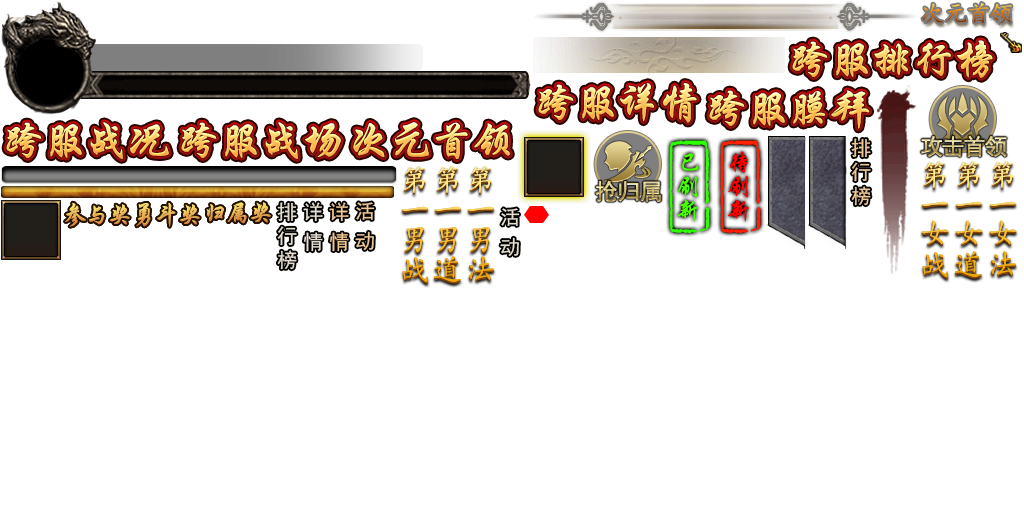 次元首领
跨服排行榜
跨服详情
跨服膜拜
跨服战况
跨服战场
次元首领
已刷新
待刷新
排行榜
攻击首领
抢归属
第一男战
第一男道
第一男法
第一女战
第一女道
第一女法
参与奖
勇斗奖
归属奖
排行榜
详情
详情
活动
活动